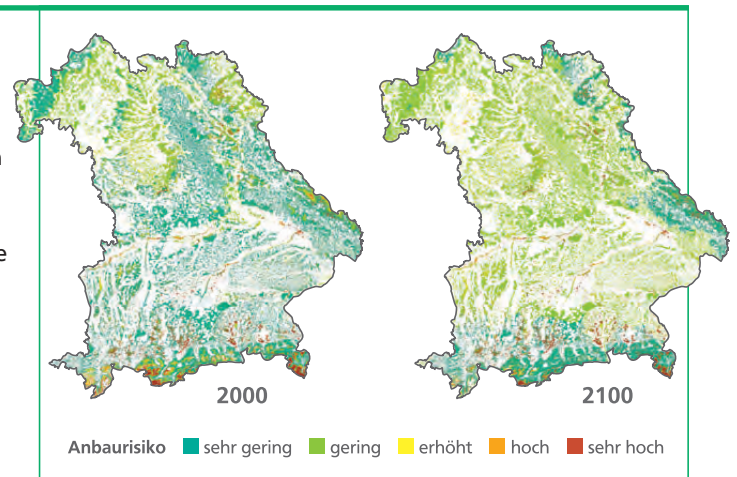 n
e
2000
2100
Anbaurisiko sehr gering gering erhöht hoch sehr hoch